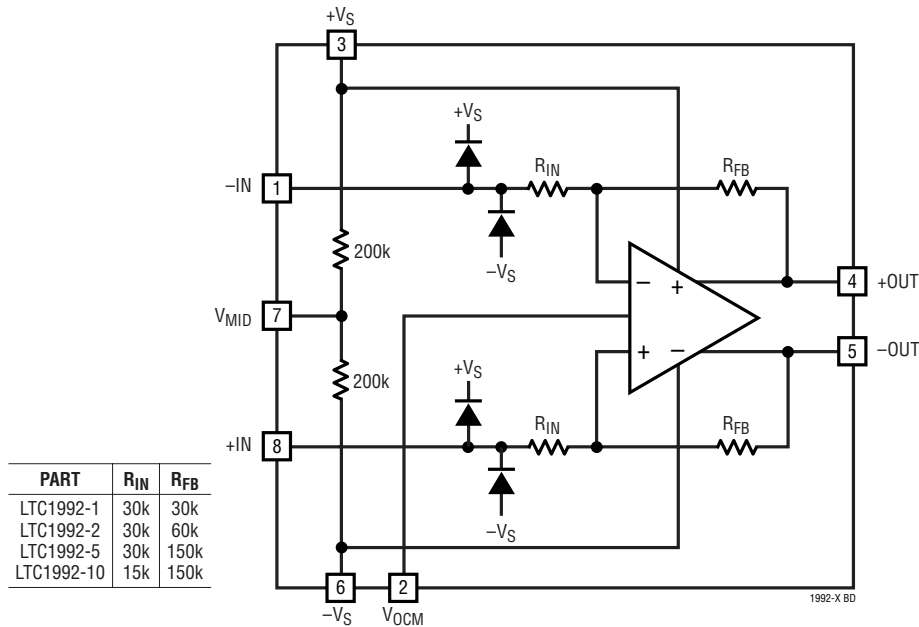 +VS
3
+VS
–IN
1
RIN
RFB
–VS
200k
– +
4
+OUT
VMID
7
+ –
5
–OUT
200k
+VS
RIN
RFB
+IN
8
–VS
PART RIN RFB
LTC1992-1 30k 30k
LTC1992-2 30k 60k
LTC1992-5 30k 150k
LTC1992-10 15k 150k
6
2
–VS
VOCM
1992-X BD